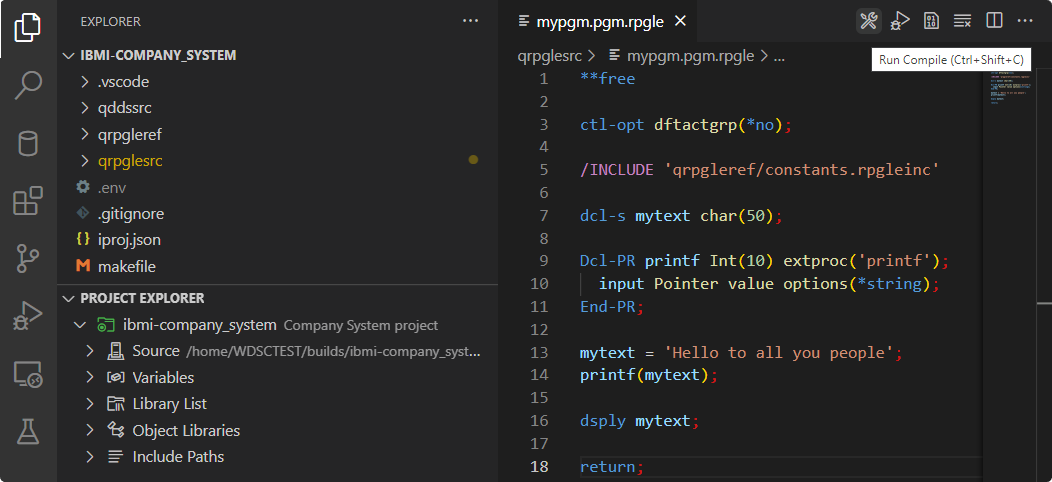 EXPLORER
IBMI-COMPANY_SYSTEM
.vscode
qddssrc
qrpgleref
qrpglesrc
.env
.gitignore
{} iproj.json
M makefile
PROJECT EXPLORER
ibmi-company_system Company System project
Source /home/WDSCTEST/builds/ibmi-company_syst...
Variables
Library List
Object Libraries
Include Paths
mypgm.pgm.rpgle
qrpglesrc > mypgm.pgm.rpgle > ...
Run Compile (Ctrl+Shift+C)
1 **free
2
3 ctl-opt dftactgrp(*no);
4
5 /INCLUDE 'qrpgleref/constants.rpgleinc'
6
7 dcl-s mytext char(50);
8
9 Dcl-PR printf Int(10) extproc('printf');
10 input Pointer value options(*string);
11 End-PR;
12
13 mytext = 'Hello to all you people';
14 printf(mytext);
15
16 dsply mytext;
17
18 return;